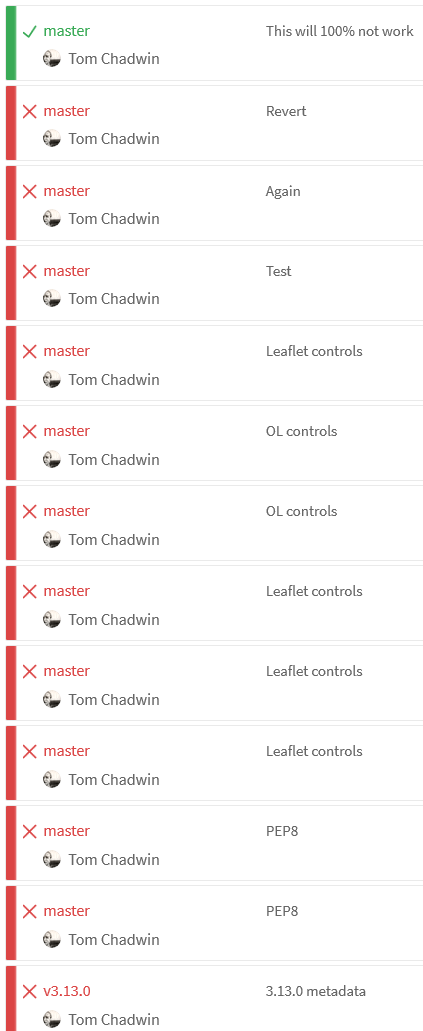 master This will 100% not work
Tom Chadwin
master Revert
Tom Chadwin
master Again
Tom Chadwin
master Test
Tom Chadwin
master Leaflet controls
Tom Chadwin
master OL controls
Tom Chadwin
master OL controls
Tom Chadwin
master Leaflet controls
Tom Chadwin
master Leaflet controls
Tom Chadwin
master Leaflet controls
Tom Chadwin
master PEP8
Tom Chadwin
master PEP8
Tom Chadwin
v3.13.0 3.13.0 metadata
Tom Chadwin